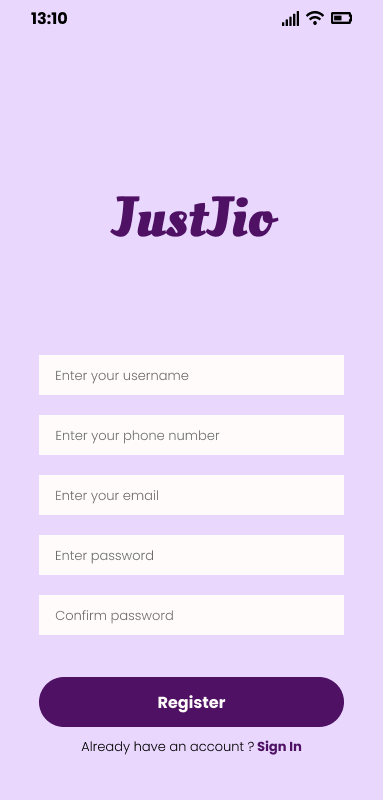 13:10
JustJio
Enter your username
Enter your phone number
Enter your email
Enter password
Confirm password
Register
Already have an account ? Sign In